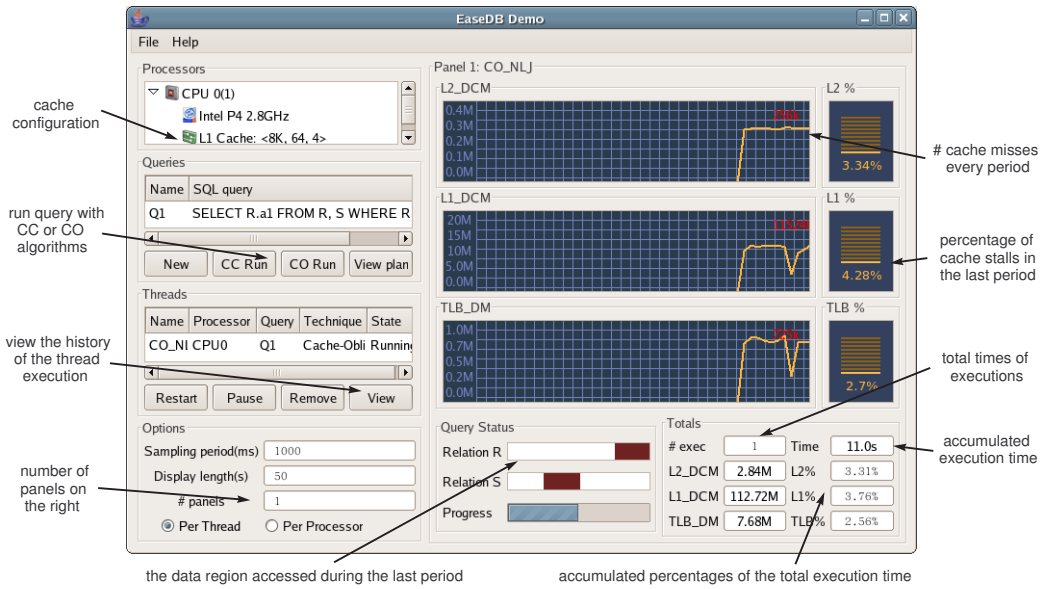 EaseDB Demo
File Help
Processors
CPU 0(1)
Intel P4 2.8GHz
L1 Cache: <8K, 64, 4>
Queries
Name SQL query
Q1 SELECT R.a1 FROM R, S WHERE R
New CC Run CO Run View plan
Threads
Name Processor Query Technique State
CO_NL CPU0 Q1 Cache-Obli Running
Restart Pause Remove View
Options
Sampling period(ms) 1000
Display length(s) 50
# panels 1
Per Thread Per Processor
Panel 1: CO_NLJ
L2_DCM
0.4M
0.3M
0.2M
0.1M
0.0M
L2 %
3.34%
L1_DCM
20M
15M
10M
5.0M
0.0M
L1 %
4.28%
TLB_DM
1.0M
0.7M
0.5M
0.2M
0.0M
TLB %
2.7%
Query Status
Relation R
Relation S
Progress
Totals
# exec 1 Time 11.0s
L2_DCM 2.84M L2% 3.31%
L1_DCM 112.72M L1% 3.76%
TLB_DM 7.68M TLB% 2.56%
cache
configuration
run query with
CC or CO
algorithms
view the history
of the thread
execution
number of
panels on
the right
# cache misses
every period
percentage of
cache stalls in
the last period
total times of
executions
accumulated
execution time
the data region accessed during the last period
accumulated percentages of the total execution time